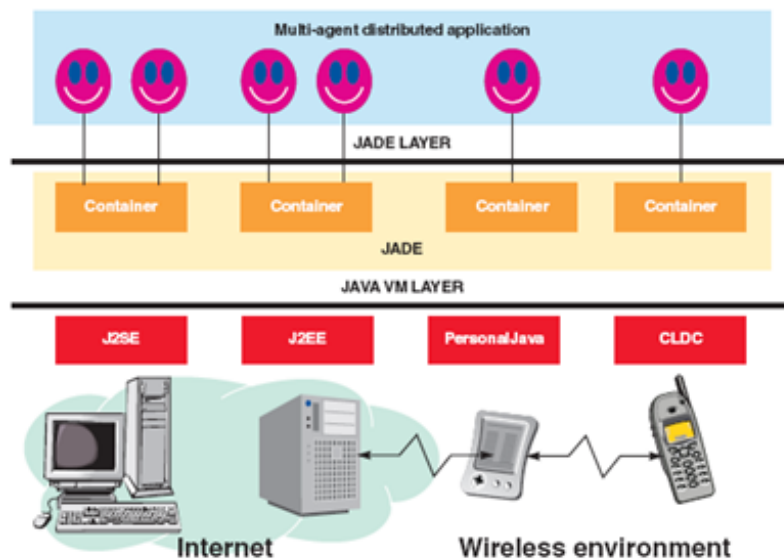 Multi-agent distributed application
JADE LAYER
Container Container Container Container
JADE
JAVA VM LAYER
J2SE J2EE PersonalJava CLDC
Internet Wireless environment